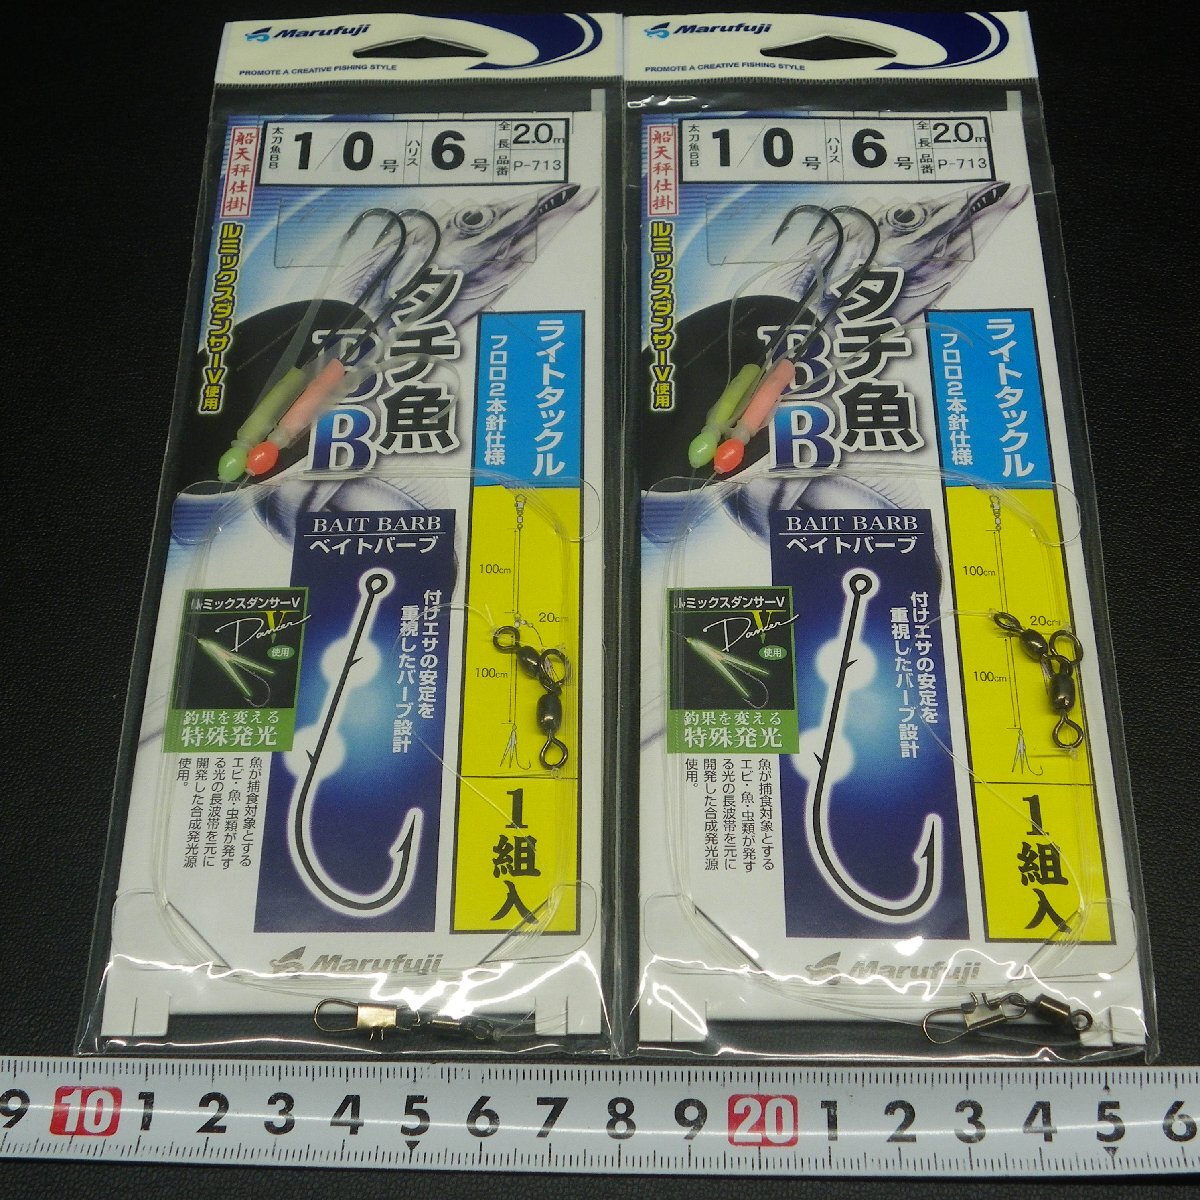 Marufuji
PROMOTE A CREATIVE FISHING STYLE
船天秤仕掛
太刀魚BB
1/0号
ハリス
6号
全長
2.0m
品番
P-713
ルミックスダンサーV使用
タチ魚
BB
ライトタックル
フロロ2本針仕様
BAIT BARB
ベイトバーブ
付けエサの安定を
重視したバーブ設計
ルミックスダンサーV
Dancer V
使用
釣果を変える
特殊発光
魚が捕食対象とする
エビ・魚・虫類が発す
る光の長波帯を元に
開発した合成発光源
使用。
100cm
20cm
100cm
1組入
Marufuji
Marufuji
PROMOTE A CREATIVE FISHING STYLE
船天秤仕掛
太刀魚BB
1/0号
ハリス
6号
全長
2.0m
品番
P-713
ルミックスダンサーV使用
タチ魚
BB
ライトタックル
フロロ2本針仕様
BAIT BARB
ベイトバーブ
付けエサの安定を
重視したバーブ設計
ルミックスダンサーV
Dancer V
使用
釣果を変える
特殊発光
魚が捕食対象とする
エビ・魚・虫類が発す
る光の長波帯を元に
開発した合成発光源
使用。
100cm
20cm
100cm
1組入
Marufuji
9 10 1 2 3 4 5 6 7 8 9 20 1 2 3 4 5 6